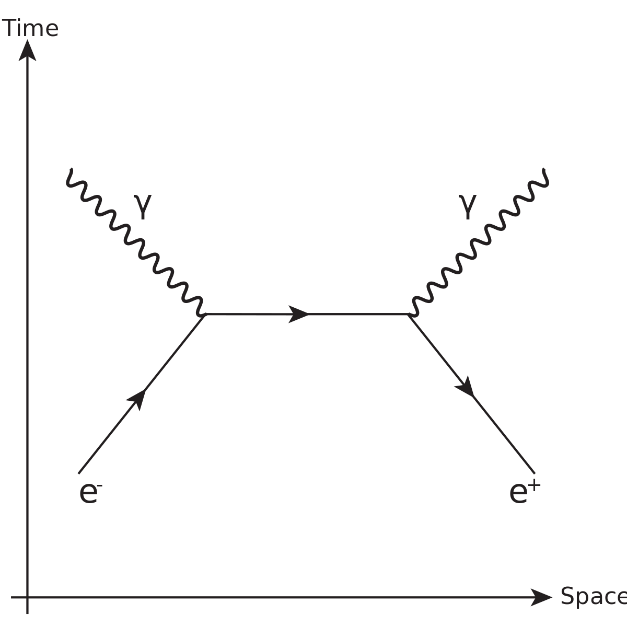 Time
γ γ
e- e+
Space